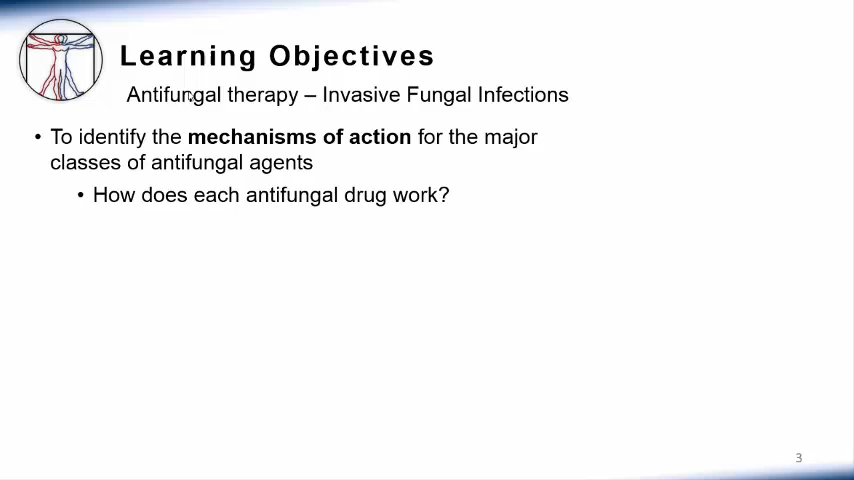 Learning Objectives
Antifungal therapy – Invasive Fungal Infections
• To identify the mechanisms of action for the major
classes of antifungal agents
• How does each antifungal drug work?
3